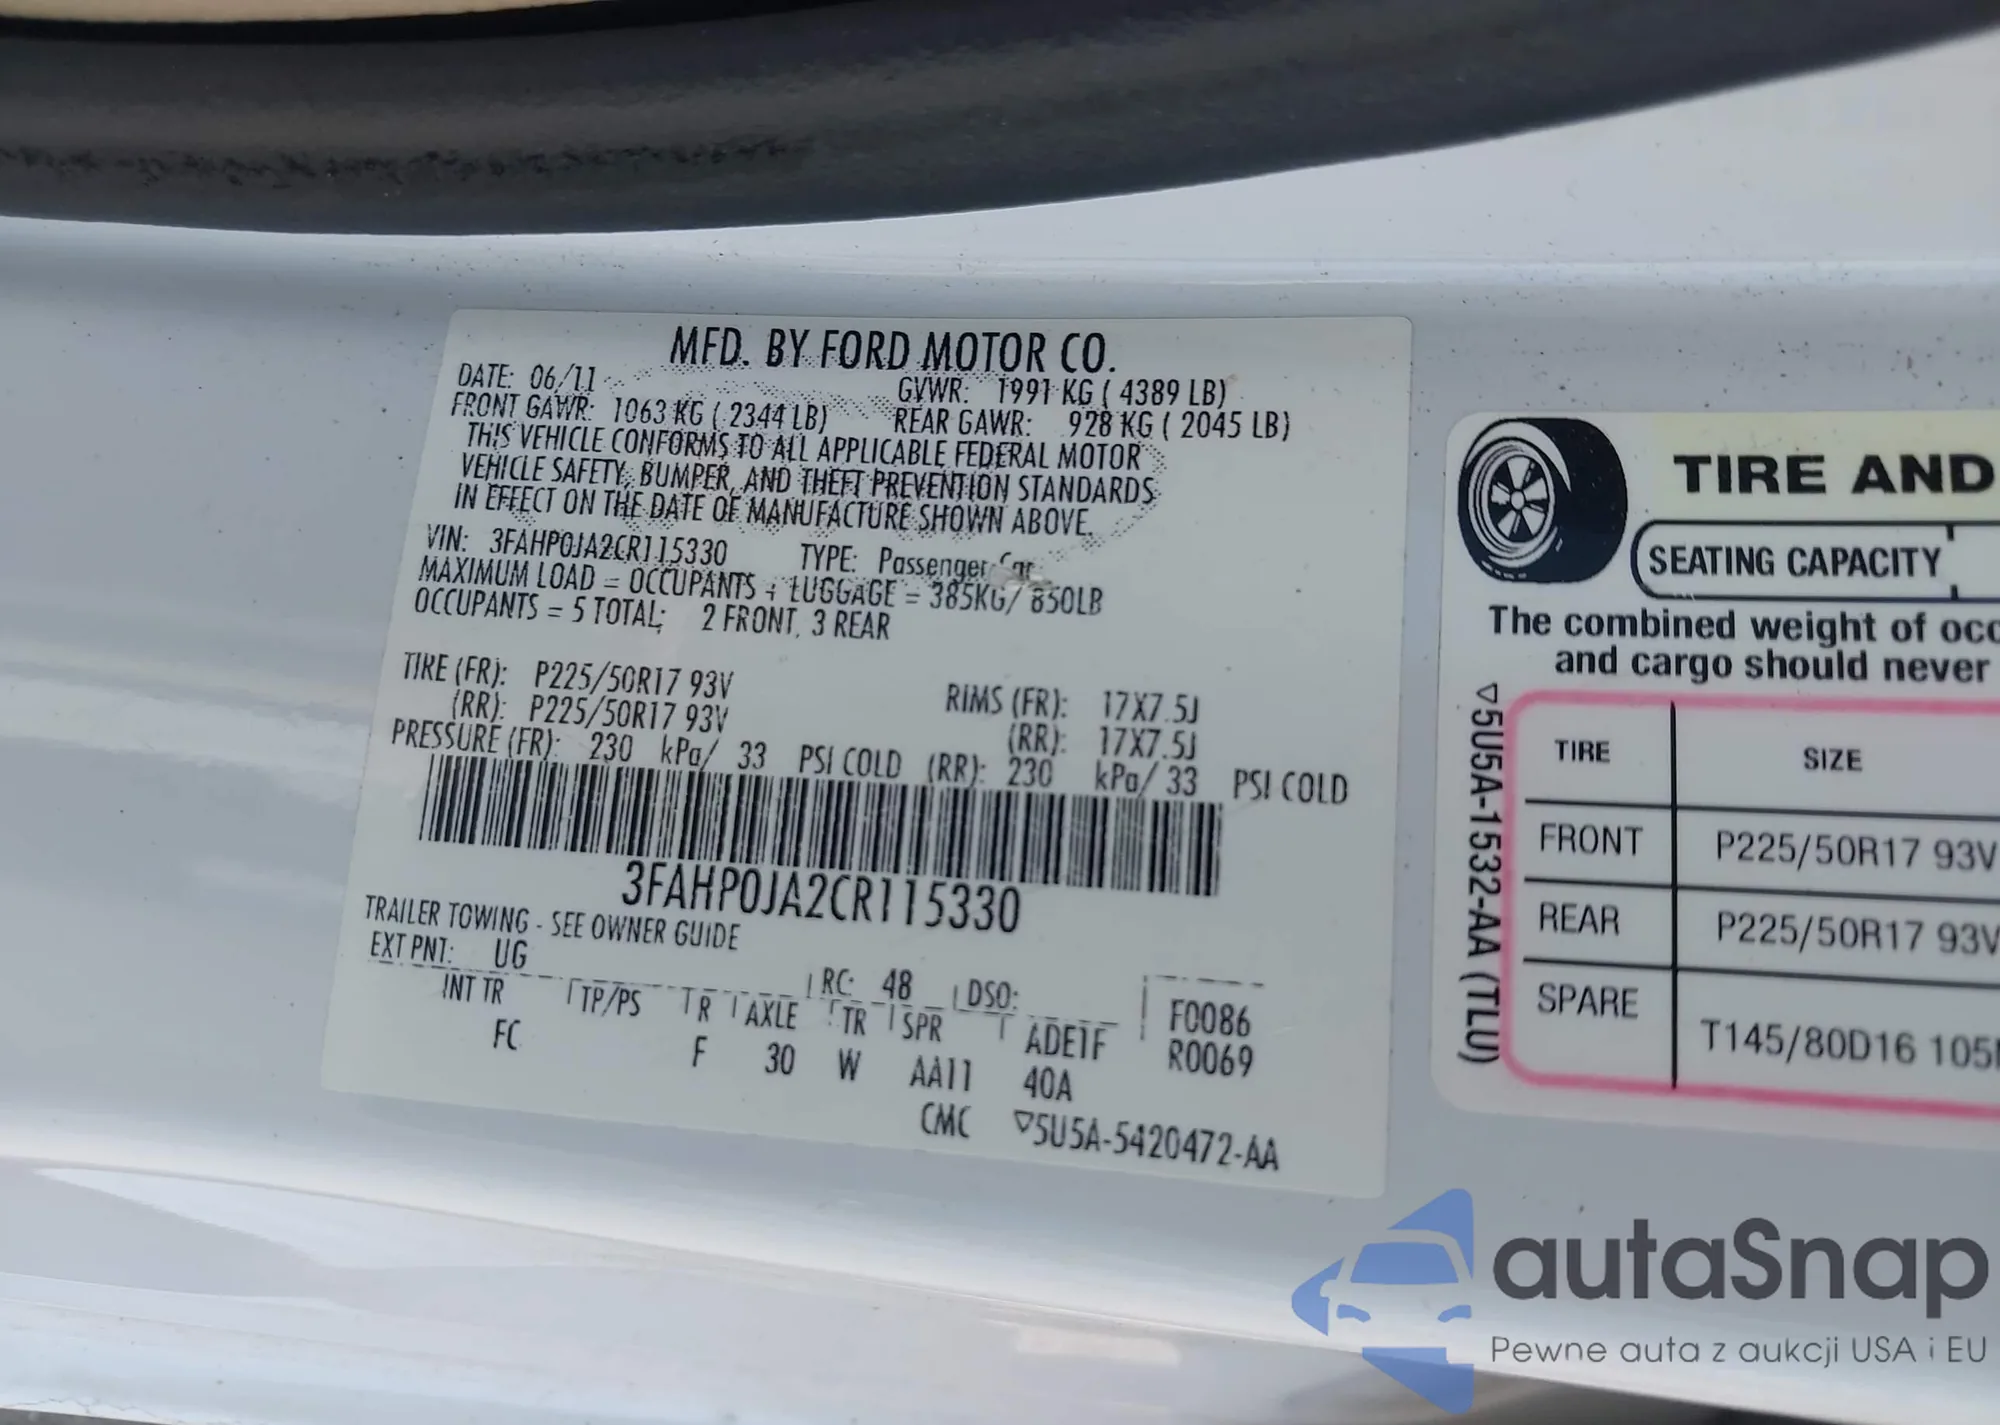 MFD. BY FORD MOTOR CO.
DATE: 06/11 GVWR: 1991 KG ( 4389 LB)
FRONT GAWR: 1063 KG ( 2344 LB) REAR GAWR: 928 KG ( 2045 LB)
THIS VEHICLE CONFORMS TO ALL APPLICABLE FEDERAL MOTOR
VEHICLE SAFETY, BUMPER, AND THEFT PREVENTION STANDARDS
IN EFFECT ON THE DATE OF MANUFACTURE SHOWN ABOVE.
VIN: 3FAHP0JA2CR115330 TYPE: Passenger Car
MAXIMUM LOAD = OCCUPANTS + LUGGAGE = 385KG/ 850LB
OCCUPANTS = 5 TOTAL; 2 FRONT, 3 REAR
TIRE (FR): P225/50R17 93V RIMS (FR): 17X7.5J
(RR): P225/50R17 93V (RR): 17X7.5J
PRESSURE (FR): 230 kPa/ 33 PSI COLD (RR): 230 kPa/ 33 PSI COLD
3FAHP0JA2CR115330
TRAILER TOWING - SEE OWNER GUIDE
EXT PNT: UG RC: 48 DSO: F0086
INT TR TP/PS R AXLE TR SPR ADE1F R0069
FC F 30 W AA11 40A
CMC ▽5U5A-5420472-AA
TIRE AND
SEATING CAPACITY
The combined weight of occ
and cargo should never
▽5U5A-1532-AA (TLU)
TIRE SIZE
FRONT P225/50R17 93V
REAR P225/50R17 93V
SPARE T145/80D16 105
autaSnap
Pewne auta z aukcji USA i EU